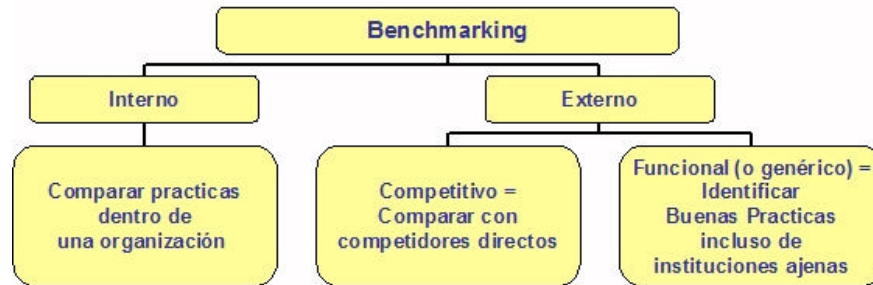 Benchmarking
Interno
Externo
Comparar practicas
dentro de
una organización
Competitivo =
Comparar con
competidores directos
Funcional (o genérico) =
Identificar
Buenas Practicas
incluso de
instituciones ajenas